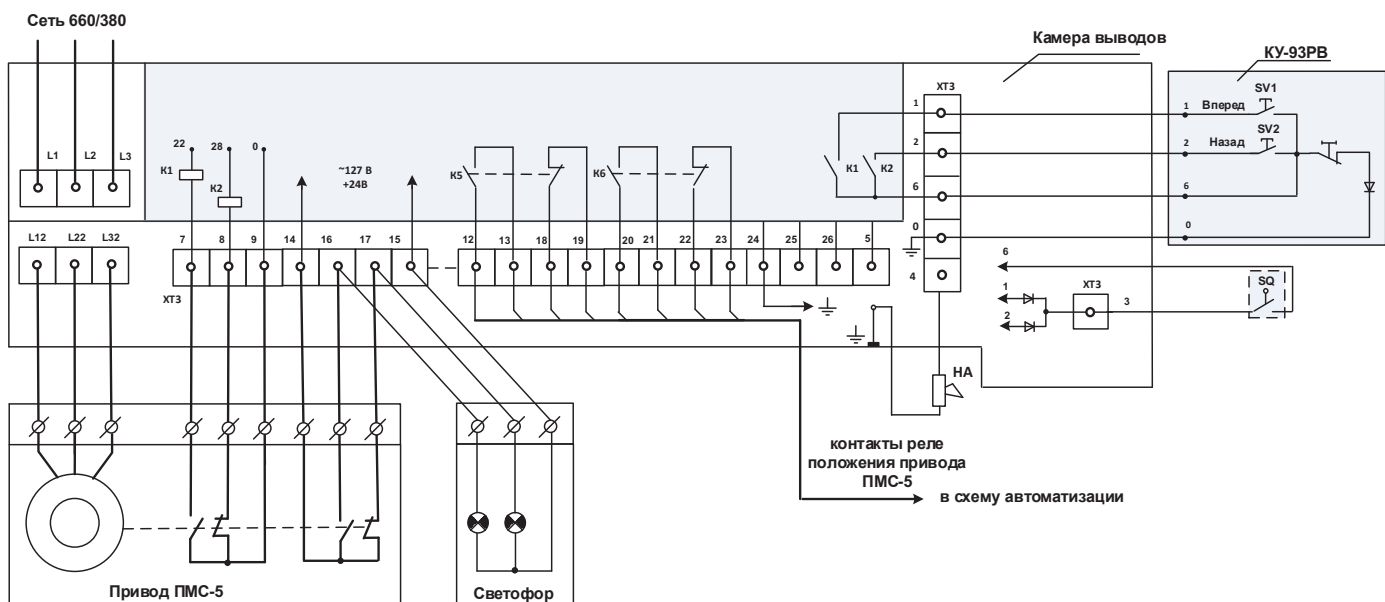 Сеть 660/380
Камера выводов
КУ-93РВ
L1 L2 L3
22 28 0
К1
К2
~127 В
+24В
К5
К6
К1 К2
ХТ3
1
2
6
0
4
1 Вперед SV1
2 Назад SV2
6
0
L12 L22 L32
7 8 9 14 16 17 15 12 13 18 19 20 21 22 23 24 25 26 5
ХТ3
6
1
2
ХТ3
3
SQ
НА
контакты реле
положения привода
ПМС-5
в схему автоматизации
Привод ПМС-5
Светофор